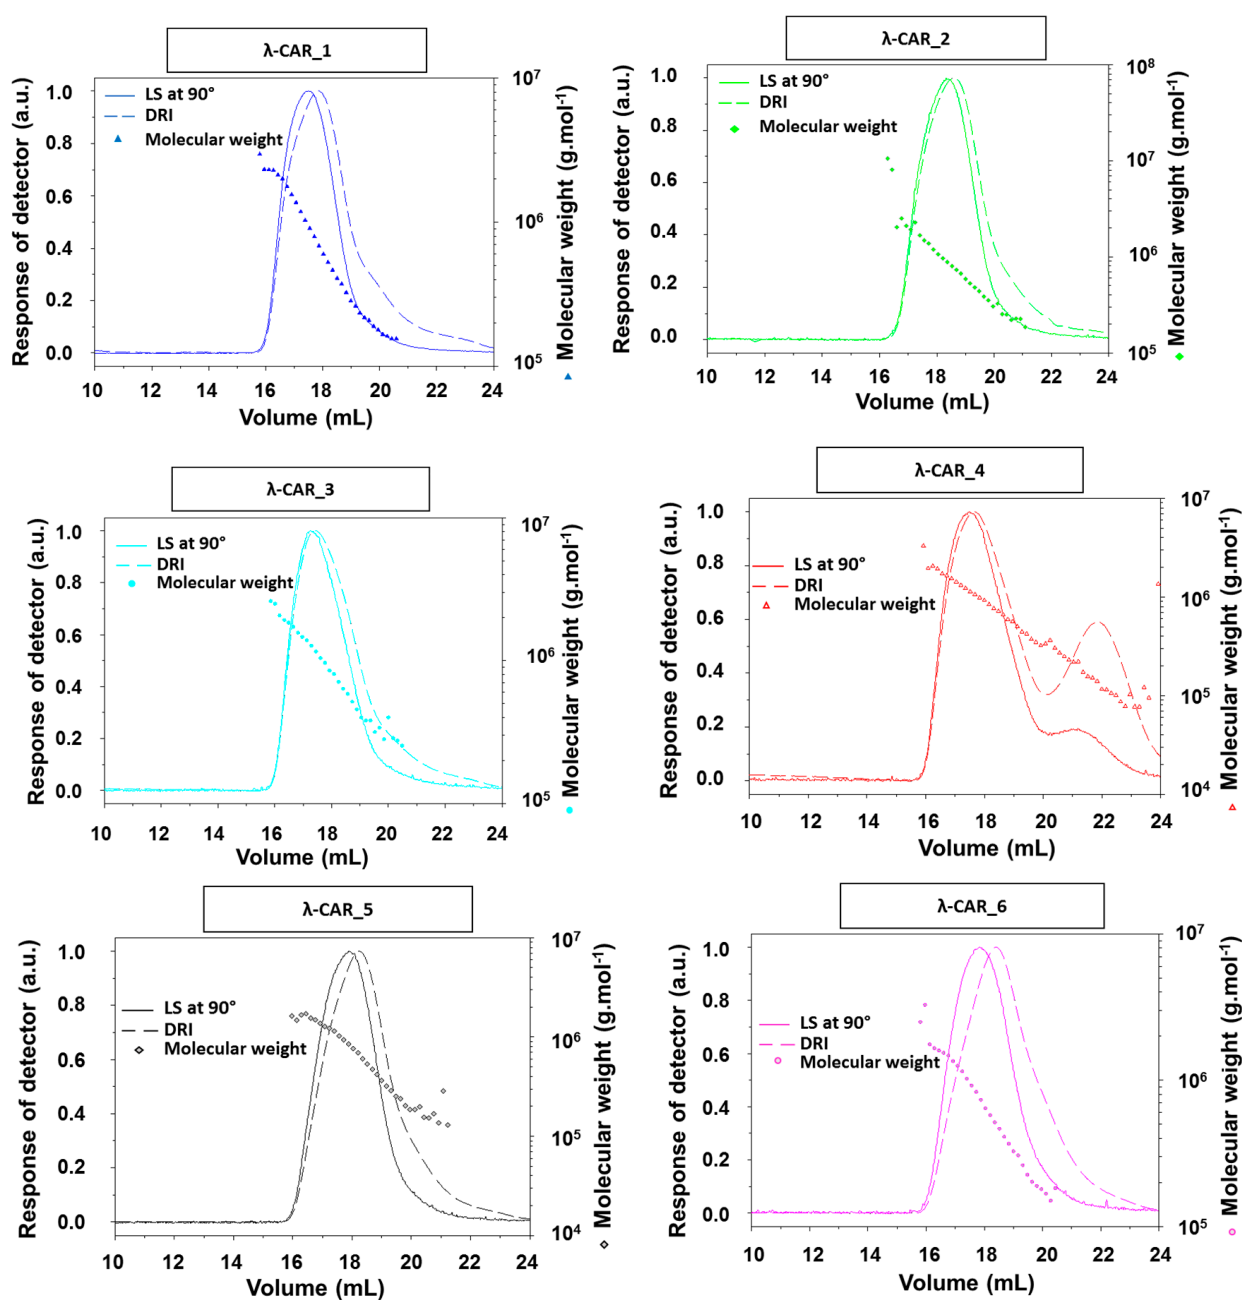 λ-CAR_1
LS at 90°
DRI
Molecular weight
Response of detector (a.u.)
1.0
0.8
0.6
0.4
0.2
0.0
10 12 14 16 18 20 22 24
Volume (mL)
10⁷
10⁶
10⁵
Molecular weight (g.mol⁻¹)
λ-CAR_2
LS at 90°
DRI
Molecular weight
Response of detector (a.u.)
1.0
0.8
0.6
0.4
0.2
0.0
10 12 14 16 18 20 22 24
Volume (mL)
10⁸
10⁷
10⁶
10⁵
Molecular weight (g.mol⁻¹)
λ-CAR_3
LS at 90°
DRI
Molecular weight
Response of detector (a.u.)
1.0
0.8
0.6
0.4
0.2
0.0
10 12 14 16 18 20 22 24
Volume (mL)
10⁷
10⁶
10⁵
Molecular weight (g.mol⁻¹)
λ-CAR_4
LS at 90°
DRI
Molecular weight
Response of detector (a.u.)
1.0
0.8
0.6
0.4
0.2
0.0
10 12 14 16 18 20 22 24
Volume (mL)
10⁷
10⁶
10⁵
10⁴
Molecular weight (g.mol⁻¹)
λ-CAR_5
LS at 90°
DRI
Molecular weight
Response of detector (a.u.)
1.0
0.8
0.6
0.4
0.2
0.0
10 12 14 16 18 20 22 24
Volume (mL)
10⁷
10⁶
10⁵
10⁴
Molecular weight (g.mol⁻¹)
λ-CAR_6
LS at 90°
DRI
Molecular weight
Response of detector (a.u.)
1.0
0.8
0.6
0.4
0.2
0.0
10 12 14 16 18 20 22 24
Volume (mL)
10⁷
10⁶
10⁵
Molecular weight (g.mol⁻¹)